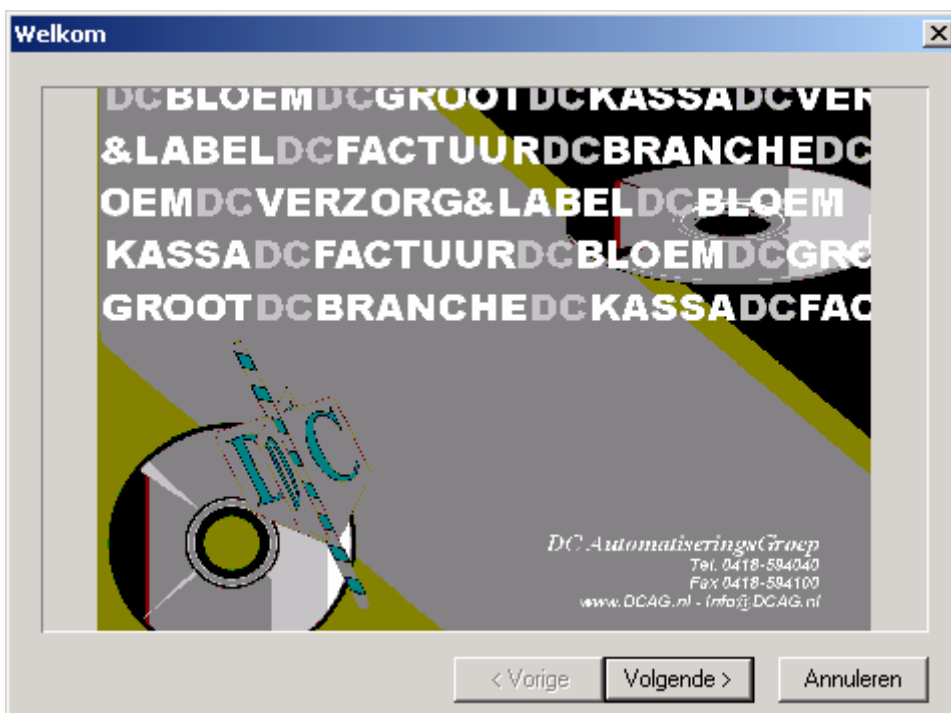 Welkom
DCBLOEMDCGROOTDCKASSADCVER
&LABELDCFACTUURDCBRANCHEDC
OEMDCVERZORG&LABELDCBLOEM
KASSADCFACTUURDCBLOEMDCGRO
GROOTDCBRANCHEDCKASSADCFAC
DC
DC AutomatiseringsGroep
Tel. 0418-594040
Fax 0418-594100
www.DCAG.nl - Info@DCAG.nl
< Vorige
Volgende >
Annuleren